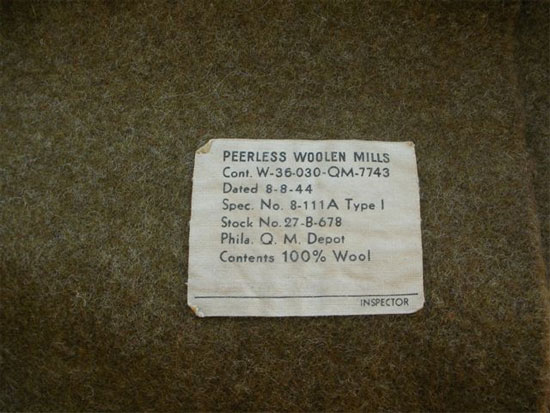 PEERLESS WOOLEN MILLS
Cont. W-36-030-QM-7743
Dated 8-8-44
Spec. No. 8-111A Type I
Stock No. 27-B-678
Phila. Q. M. Depot
Contents 100% Wool
INSPECTOR